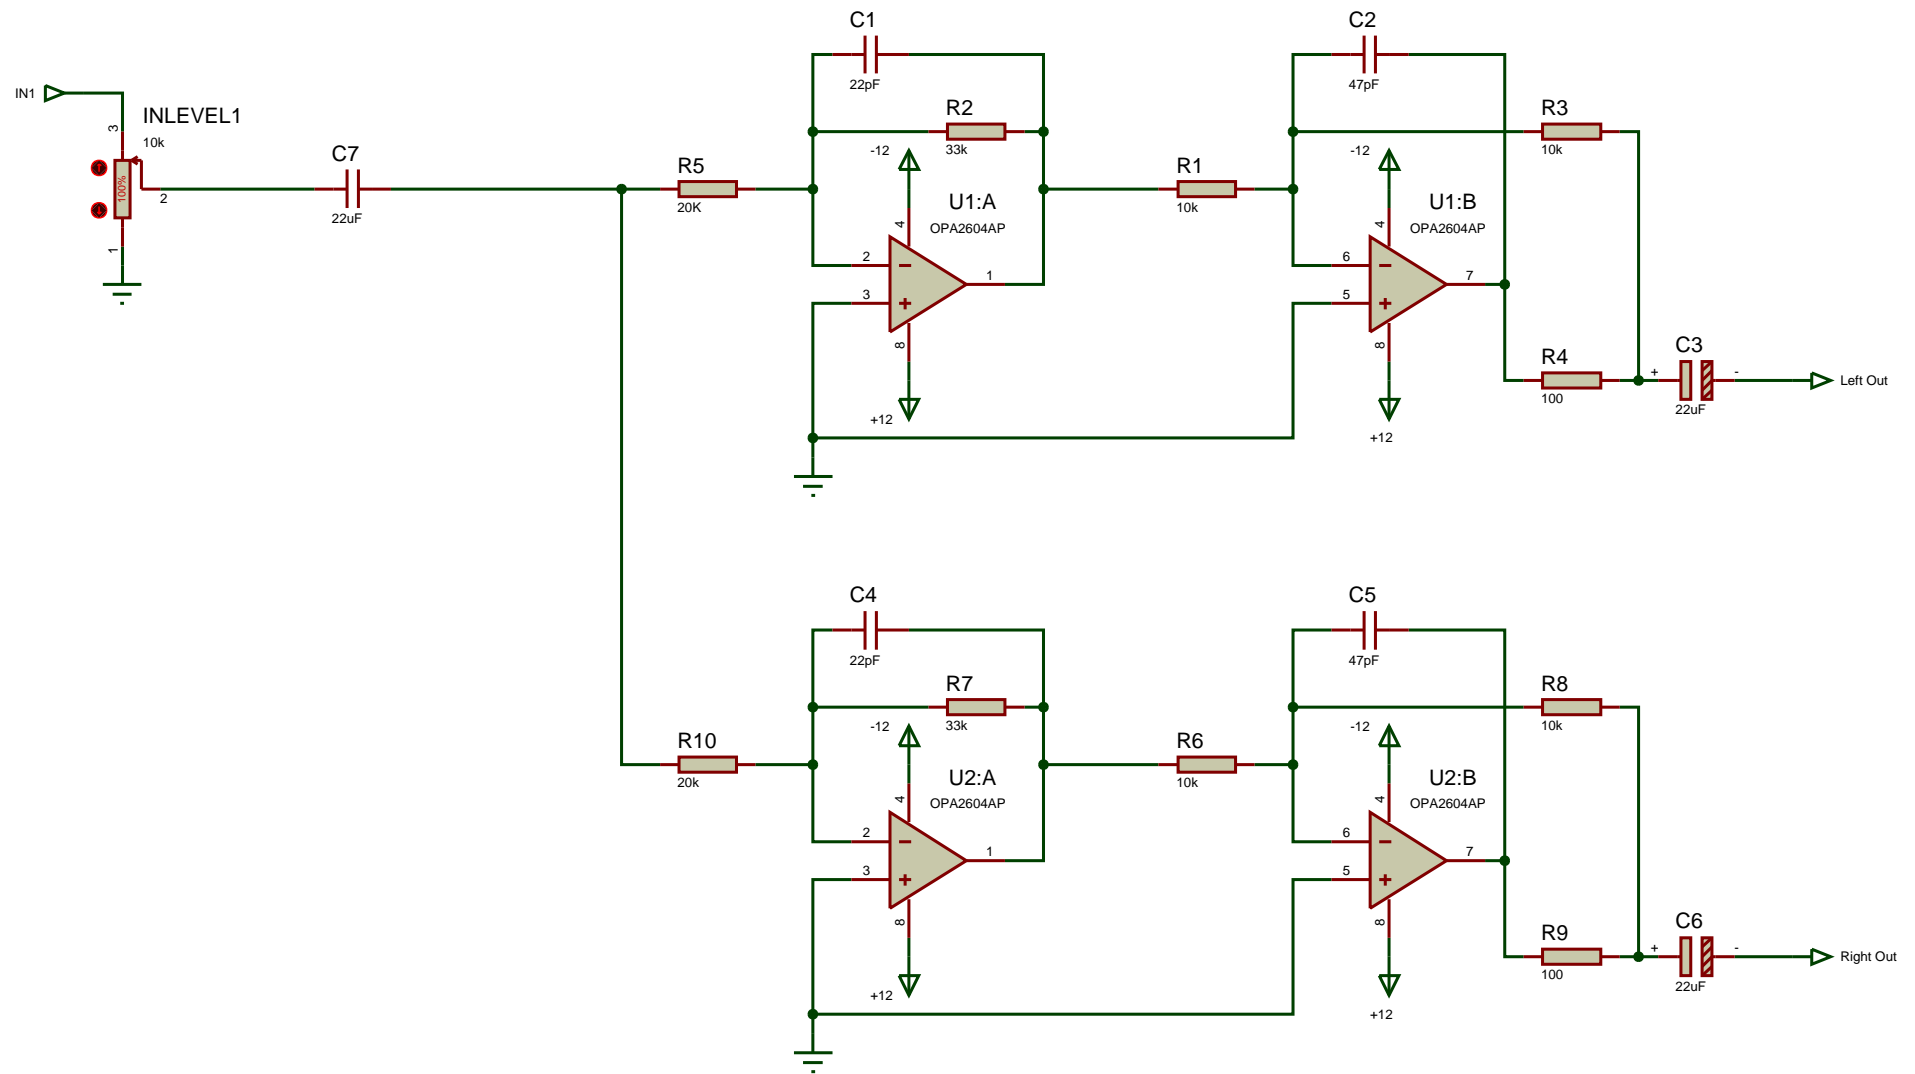 IN1
INLEVEL1
10k
3
100%
2
1
C7
22uF
R5
20K
C1
22pF
R2
33k
-12
4
U1:A
OPA2604AP
2
3
1
8
+12
R1
10k
C2
47pF
R3
10k
-12
4
U1:B
OPA2604AP
6
5
7
8
+12
R4
100
C3
+
-
22uF
Left Out
R10
20k
C4
22pF
R7
33k
-12
4
U2:A
OPA2604AP
2
3
1
8
+12
R6
10k
C5
47pF
R8
10k
-12
4
U2:B
OPA2604AP
6
5
7
8
+12
R9
100
C6
+
-
22uF
Right Out